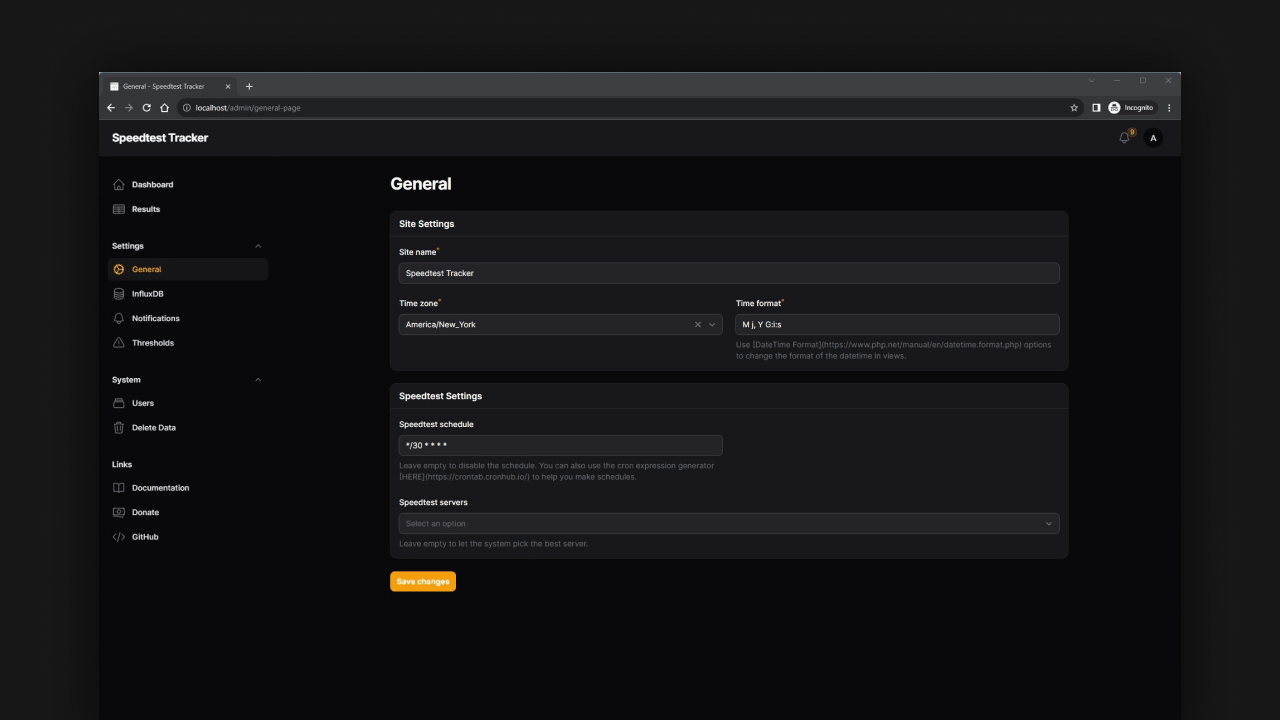 General - Speedtest Tracker
localhost/admin/general-page
Incognito
Speedtest Tracker
9
A
Dashboard
Results
Settings
General
InfluxDB
Notifications
Thresholds
System
Users
Delete Data
Links
Documentation
Donate
GitHub
General
Site Settings
Site name*
Speedtest Tracker
Time zone*
America/New_York
Time format*
M j, Y G:i:s
Use [DateTime Format](https://www.php.net/manual/en/datetime.format.php) options
to change the format of the datetime in views.
Speedtest Settings
Speedtest schedule
*/30 * * * *
Leave empty to disable the schedule. You can also use the cron expression generator
[HERE](https://crontab.cronhub.io/) to help you make schedules.
Speedtest servers
Select an option
Leave empty to let the system pick the best server.
Save changes